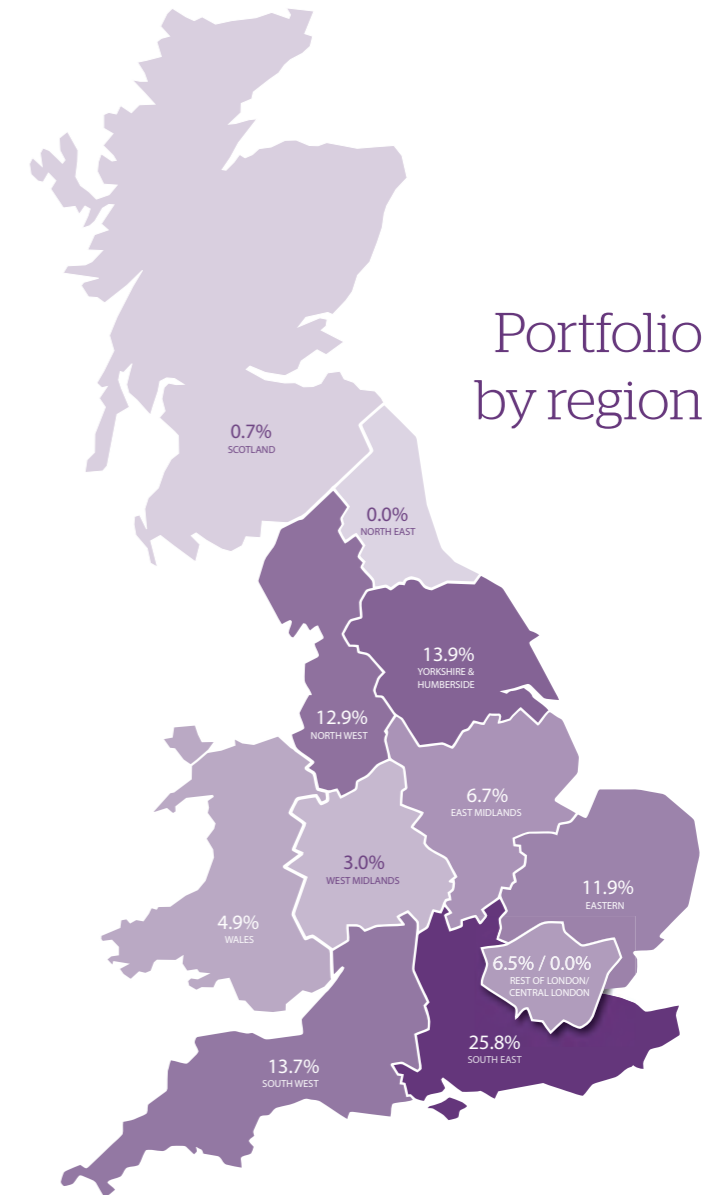 Portfolio
by region
0.7%
SCOTLAND
0.0%
NORTH EAST
13.9%
YORKSHIRE &
HUMBERSIDE
12.9%
NORTH WEST
6.7%
EAST MIDLANDS
3.0%
WEST MIDLANDS
11.9%
EASTERN
4.9%
WALES
6.5% / 0.0%
REST OF LONDON/
CENTRAL LONDON
25.8%
SOUTH EAST
13.7%
SOUTH WEST